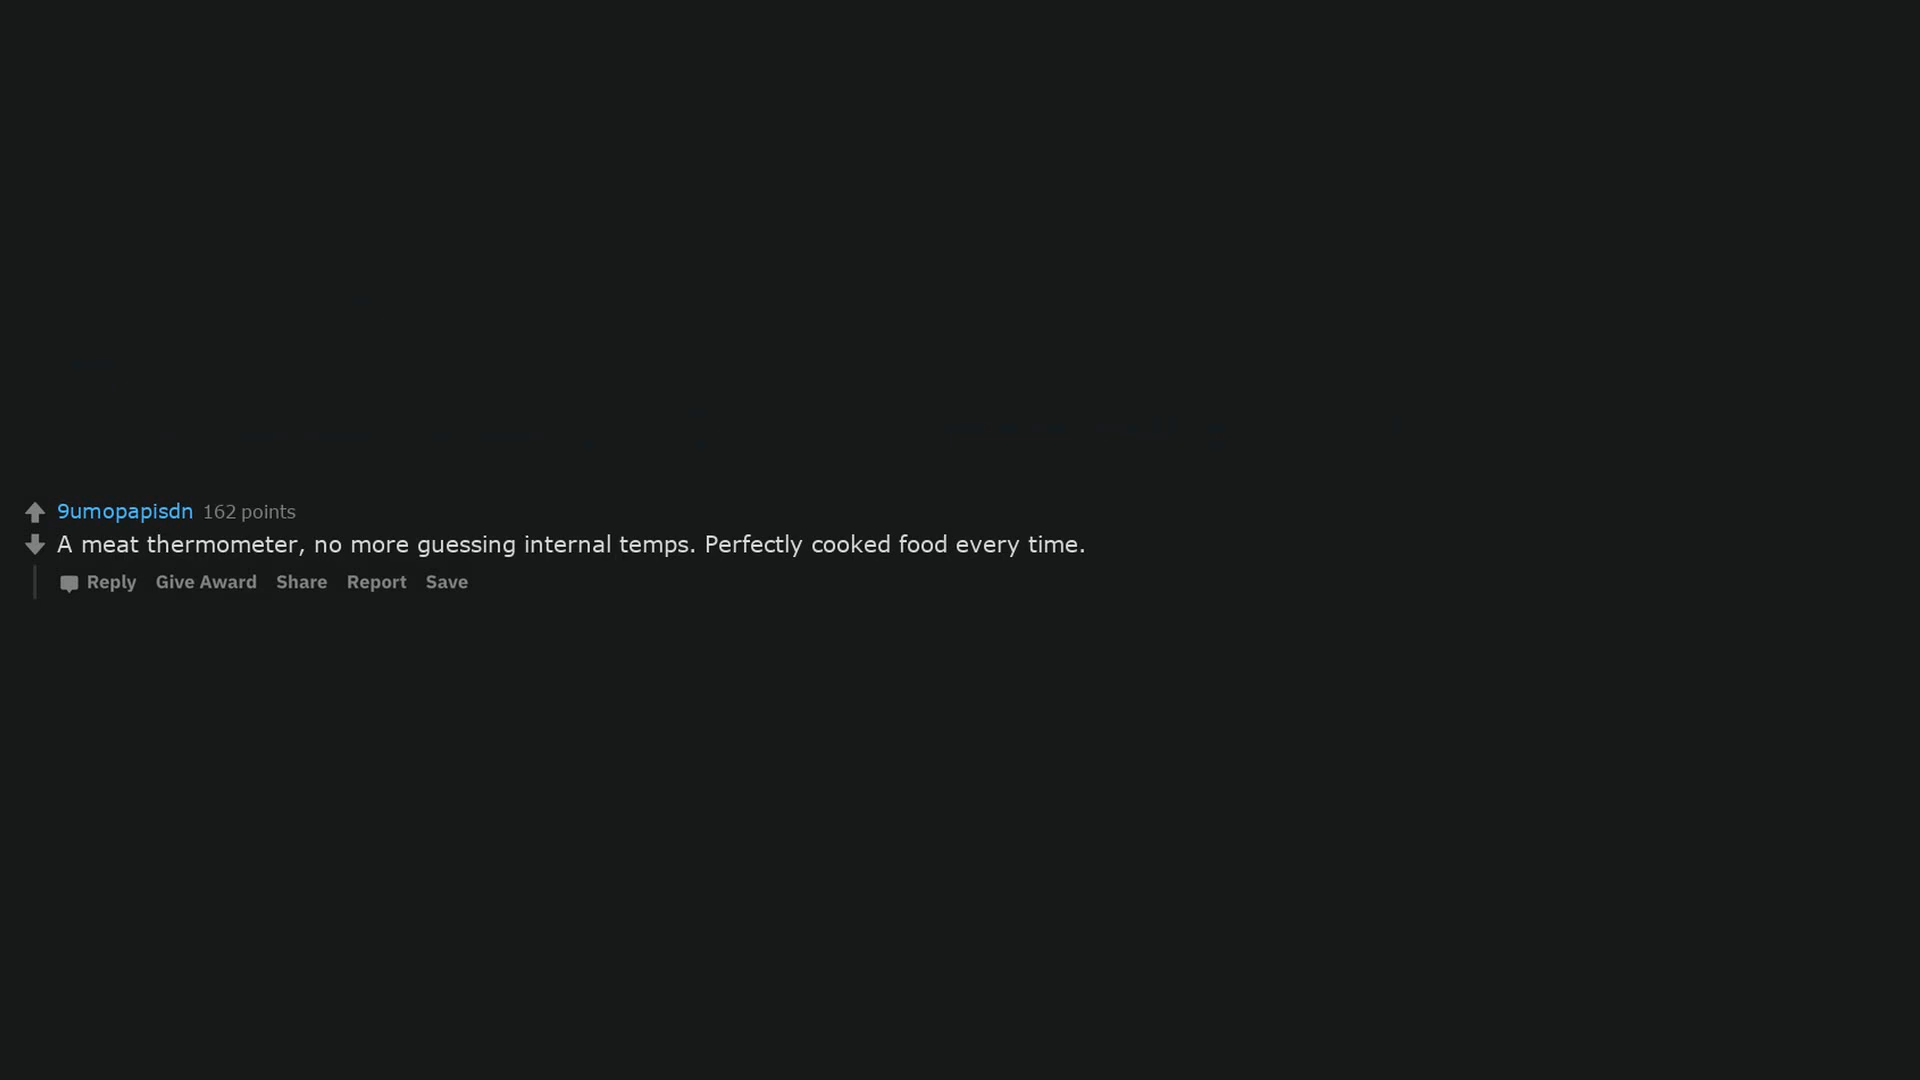 9umopapisdn 162 points
A meat thermometer, no more guessing internal temps. Perfectly cooked food every time.
Reply Give Award Share Report Save